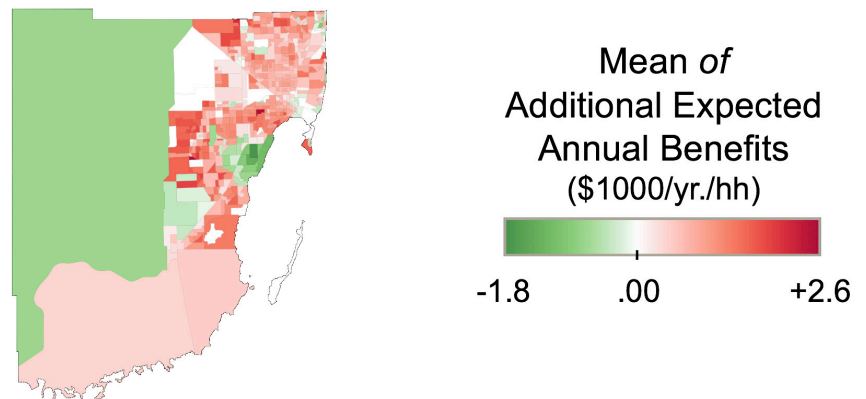 Mean of
Additional Expected
Annual Benefits
($1000/yr./hh)
-1.8 .00 +2.6